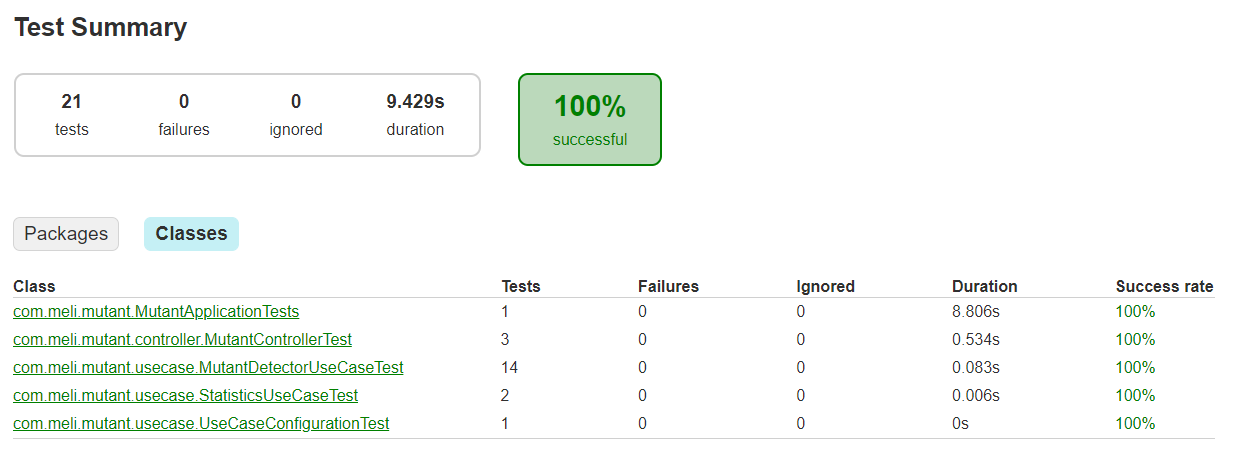 Test Summary
21 0 0 9.429s 100%
tests failures ignored duration successful
Packages Classes
Class Tests Failures Ignored Duration Success rate
com.meli.mutant.MutantApplicationTests 1 0 0 8.806s 100%
com.meli.mutant.controller.MutantControllerTest 3 0 0 0.534s 100%
com.meli.mutant.usecase.MutantDetectorUseCaseTest 14 0 0 0.083s 100%
com.meli.mutant.usecase.StatisticsUseCaseTest 2 0 0 0.006s 100%
com.meli.mutant.usecase.UseCaseConfigurationTest 1 0 0 0s 100%